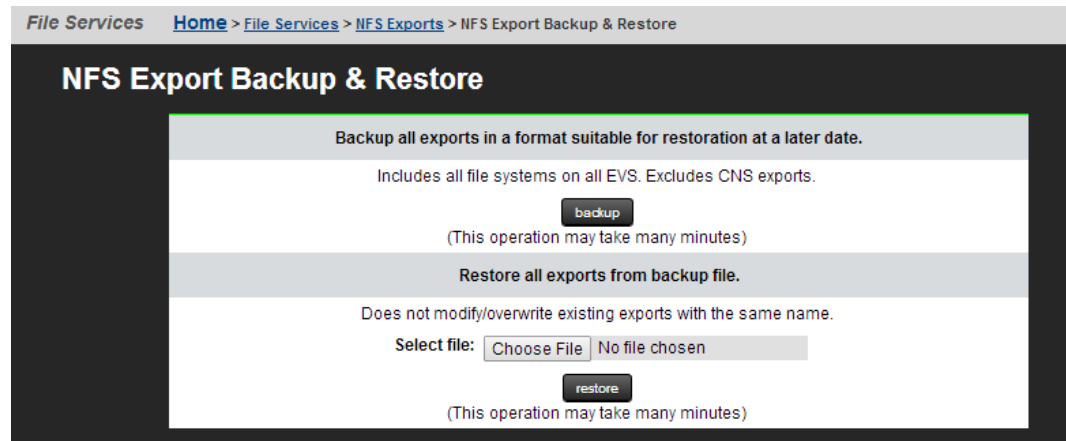 File Services Home > File Services > NFS Exports > NFS Export Backup & Restore
NFS Export Backup & Restore
Backup all exports in a format suitable for restoration at a later date.
Includes all file systems on all EVS. Excludes CNS exports.
backup
(This operation may take many minutes)
Restore all exports from backup file.
Does not modify/overwrite existing exports with the same name.
Select file: Choose File No file chosen
restore
(This operation may take many minutes)